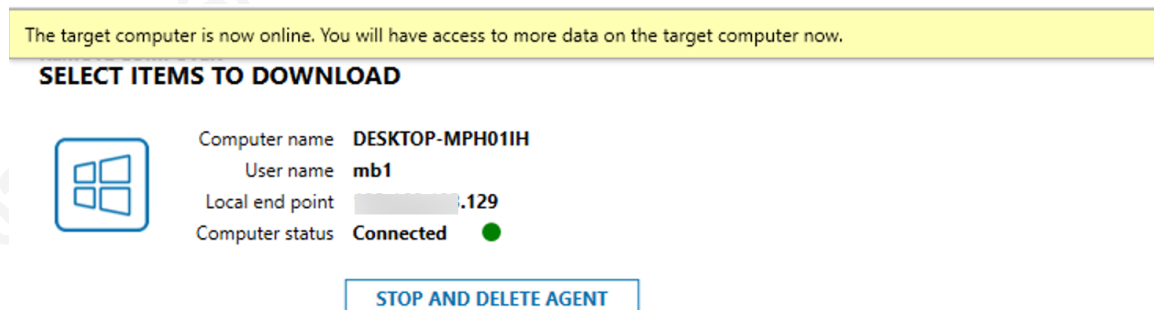 The target computer is now online. You will have access to more data on the target computer now.
SELECT ITEMS TO DOWNLOAD
Computer name DESKTOP-MPH01IH
User name mb1
Local end point .129
Computer status Connected
STOP AND DELETE AGENT